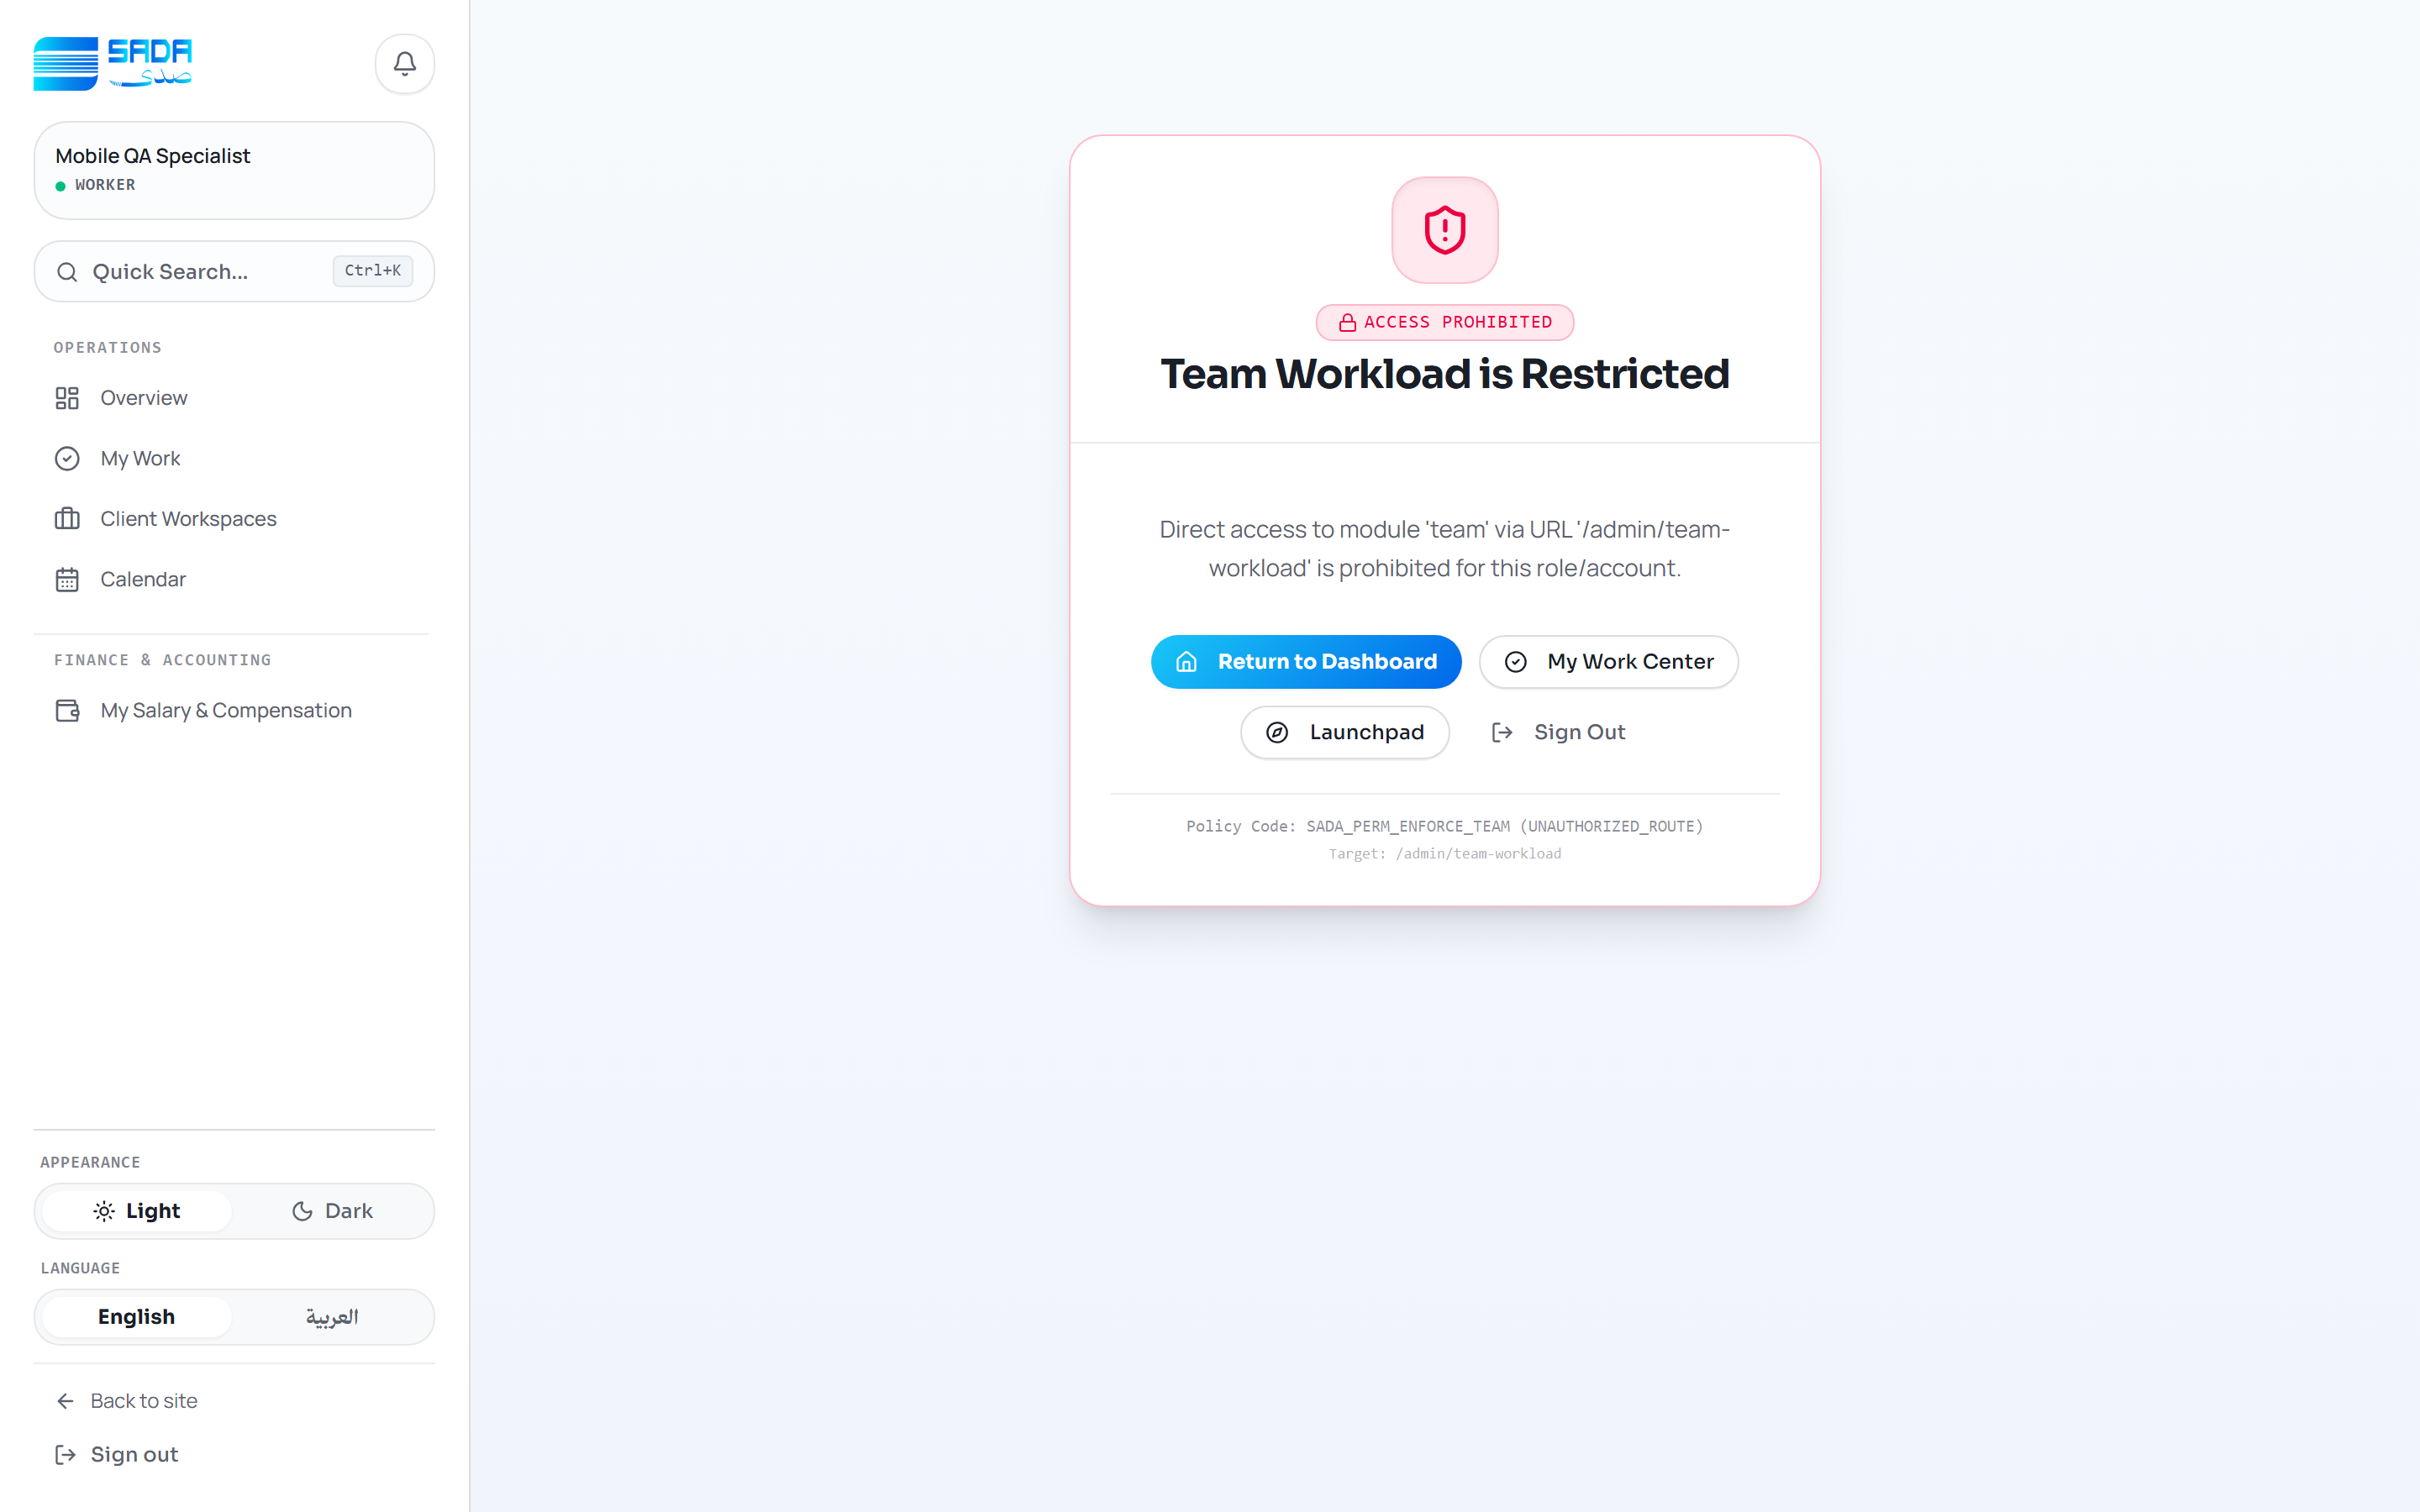 SADA
صدى
Mobile QA Specialist
WORKER
Quick Search...
Ctrl+K
OPERATIONS
Overview
My Work
Client Workspaces
Calendar
FINANCE & ACCOUNTING
My Salary & Compensation
APPEARANCE
Light
Dark
LANGUAGE
English
العربية
Back to site
Sign out
ACCESS PROHIBITED
Team Workload is Restricted
Direct access to module 'team' via URL '/admin/team-
workload' is prohibited for this role/account.
Return to Dashboard
My Work Center
Launchpad
Sign Out
Policy Code: SADA_PERM_ENFORCE_TEAM (UNAUTHORIZED_ROUTE)
Target: /admin/team-workload